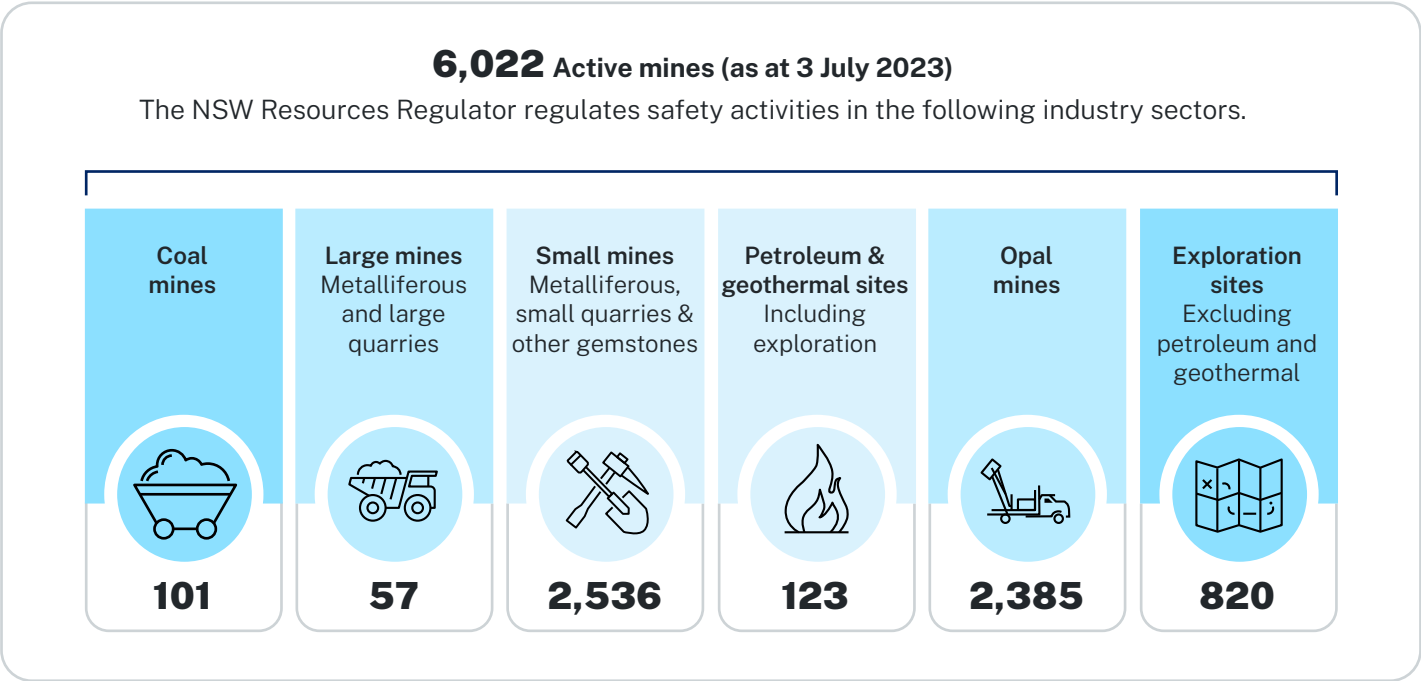 6,022 Active mines (as at 3 July 2023)
The NSW Resources Regulator regulates safety activities in the following industry sectors.
Coal
mines
101
Large mines
Metalliferous
and large
quarries
57
Small mines
Metalliferous,
small quarries &
other gemstones
2,536
Petroleum &
geothermal sites
Including
exploration
123
Opal
mines
2,385
Exploration
sites
Excluding
petroleum and
geothermal
820